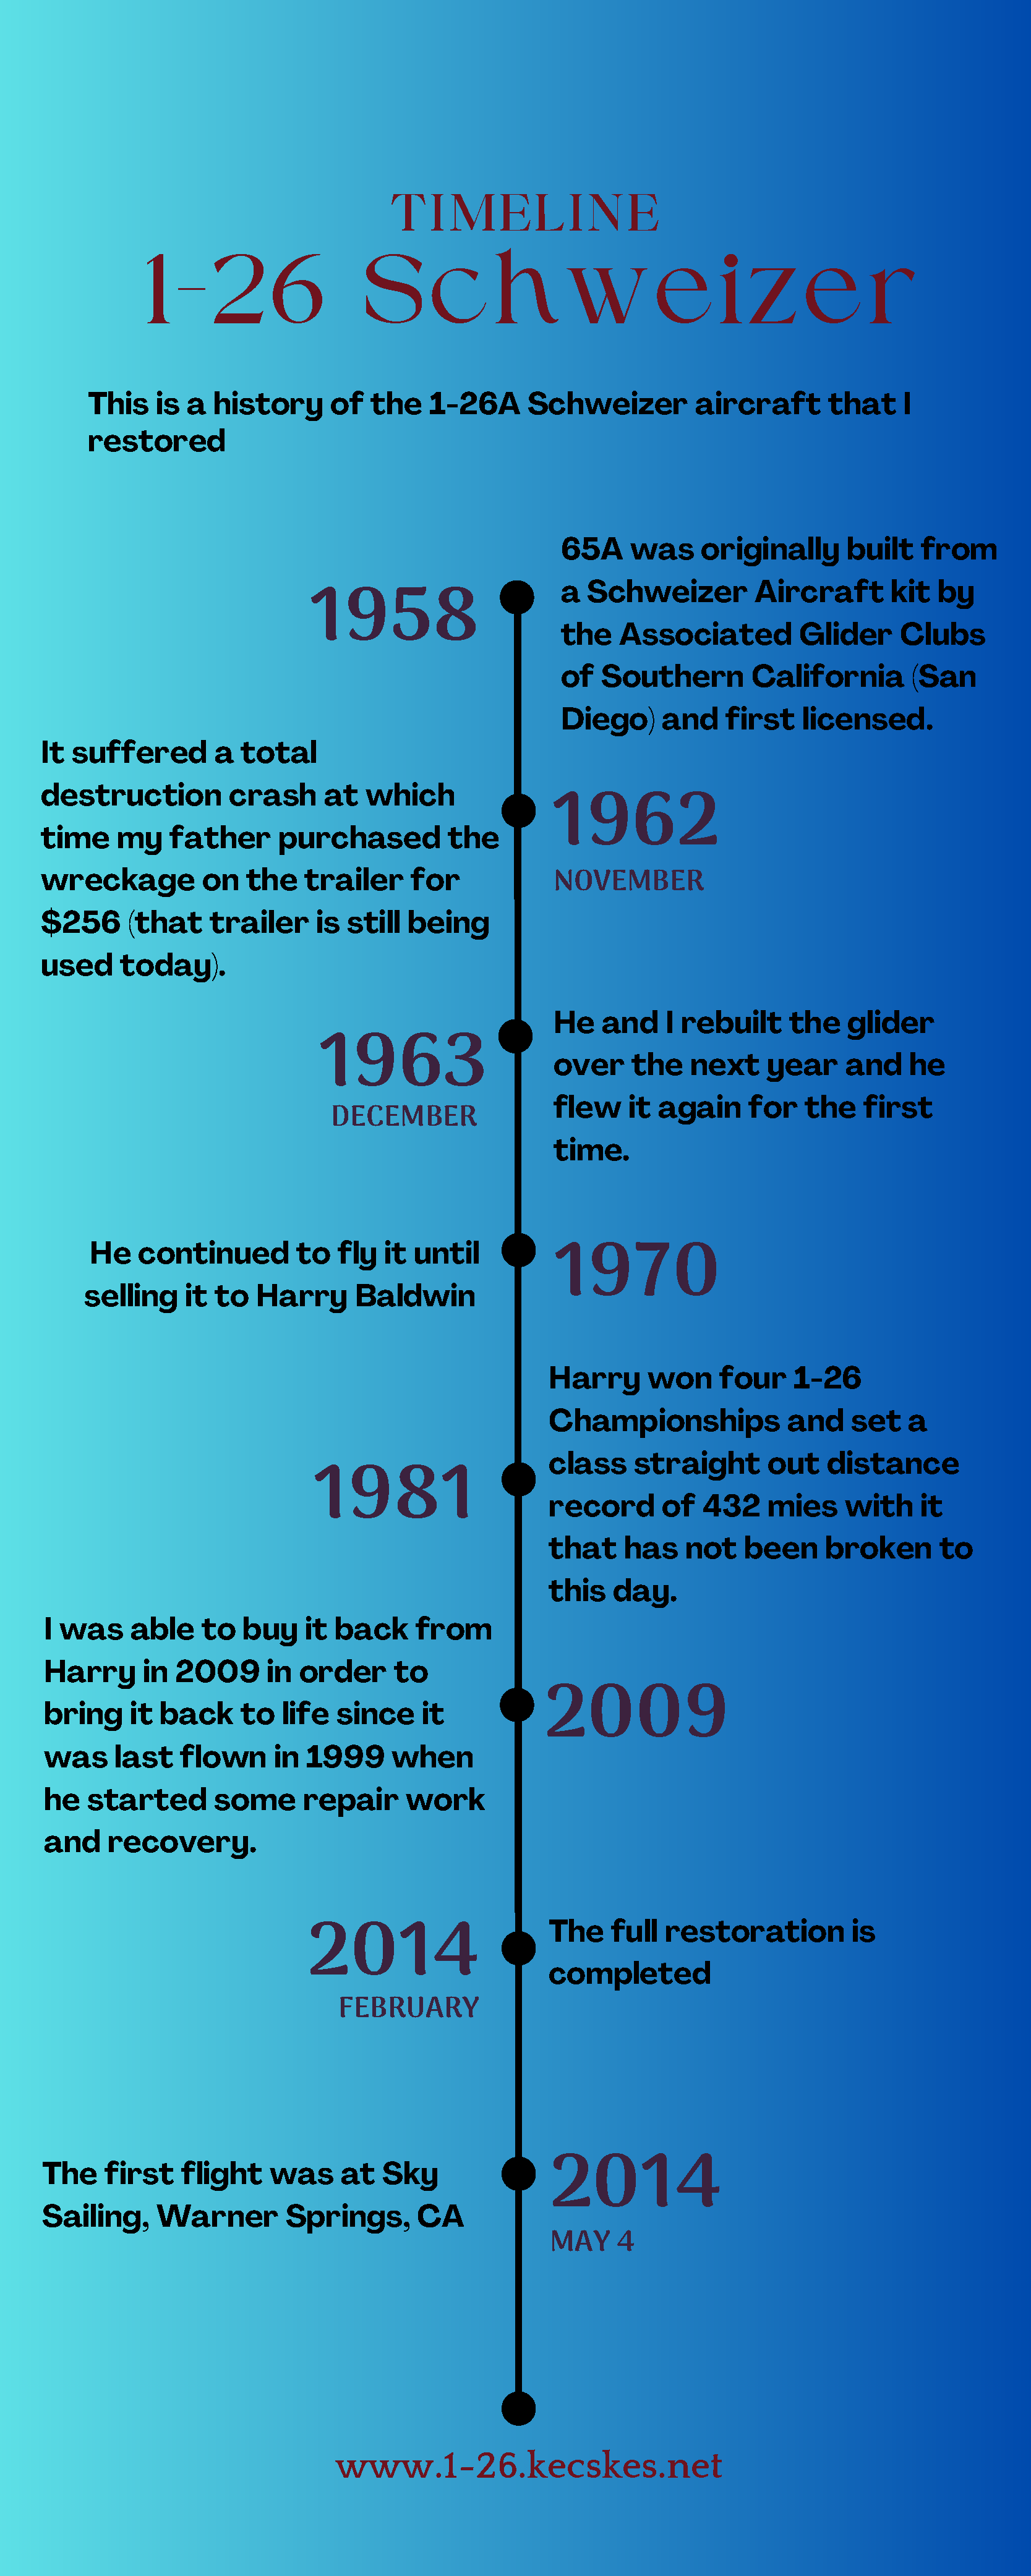 TIMELINE
1-26 Schweizer
This is a history of the 1-26A Schweizer aircraft that I
restored
1958
65A was originally built from
a Schweizer Aircraft kit by
the Associated Glider Clubs
of Southern California (San
Diego) and first licensed.
It suffered a total
destruction crash at which
time my father purchased the
wreckage on the trailer for
$256 (that trailer is still being
used today).
1962
NOVEMBER
1963
DECEMBER
He and I rebuilt the glider
over the next year and he
flew it again for the first
time.
He continued to fly it until
selling it to Harry Baldwin
1970
1981
Harry won four 1-26
Championships and set a
class straight out distance
record of 432 mies with it
that has not been broken to
this day.
I was able to buy it back from
Harry in 2009 in order to
bring it back to life since it
was last flown in 1999 when
he started some repair work
and recovery.
2009
2014
FEBRUARY
The full restoration is
completed
The first flight was at Sky
Sailing, Warner Springs, CA
2014
MAY 4
www.1-26.kecskes.net